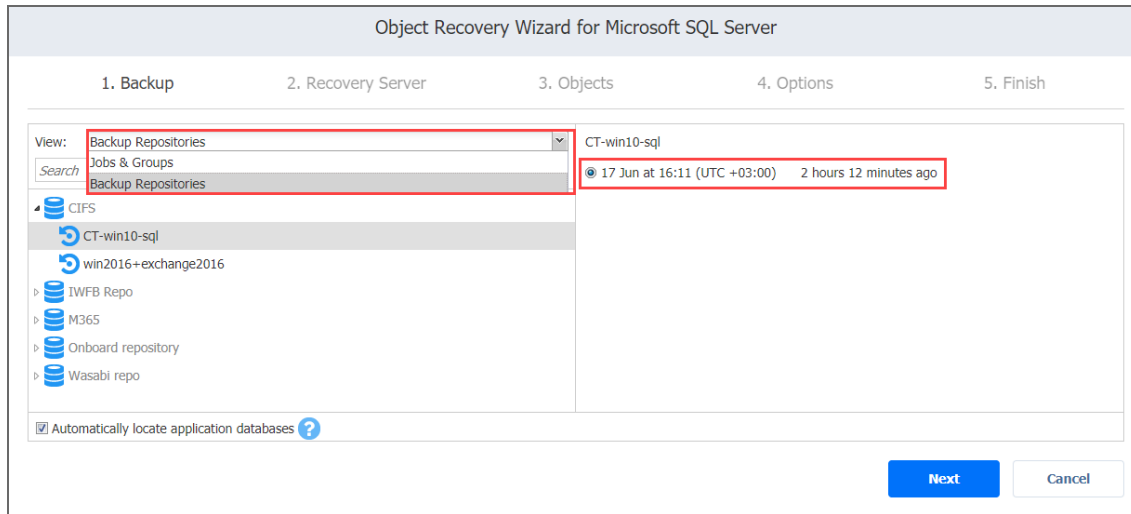 Object Recovery Wizard for Microsoft SQL Server
1. Backup 2. Recovery Server 3. Objects 4. Options 5. Finish
View: Backup Repositories
Search
Jobs & Groups
Backup Repositories
CIFS
CT-win10-sql
win2016+exchange2016
IWFB Repo
M365
Onboard repository
Wasabi repo
Automatically locate application databases ?
CT-win10-sql
17 Jun at 16:11 (UTC +03:00) 2 hours 12 minutes ago
Next Cancel